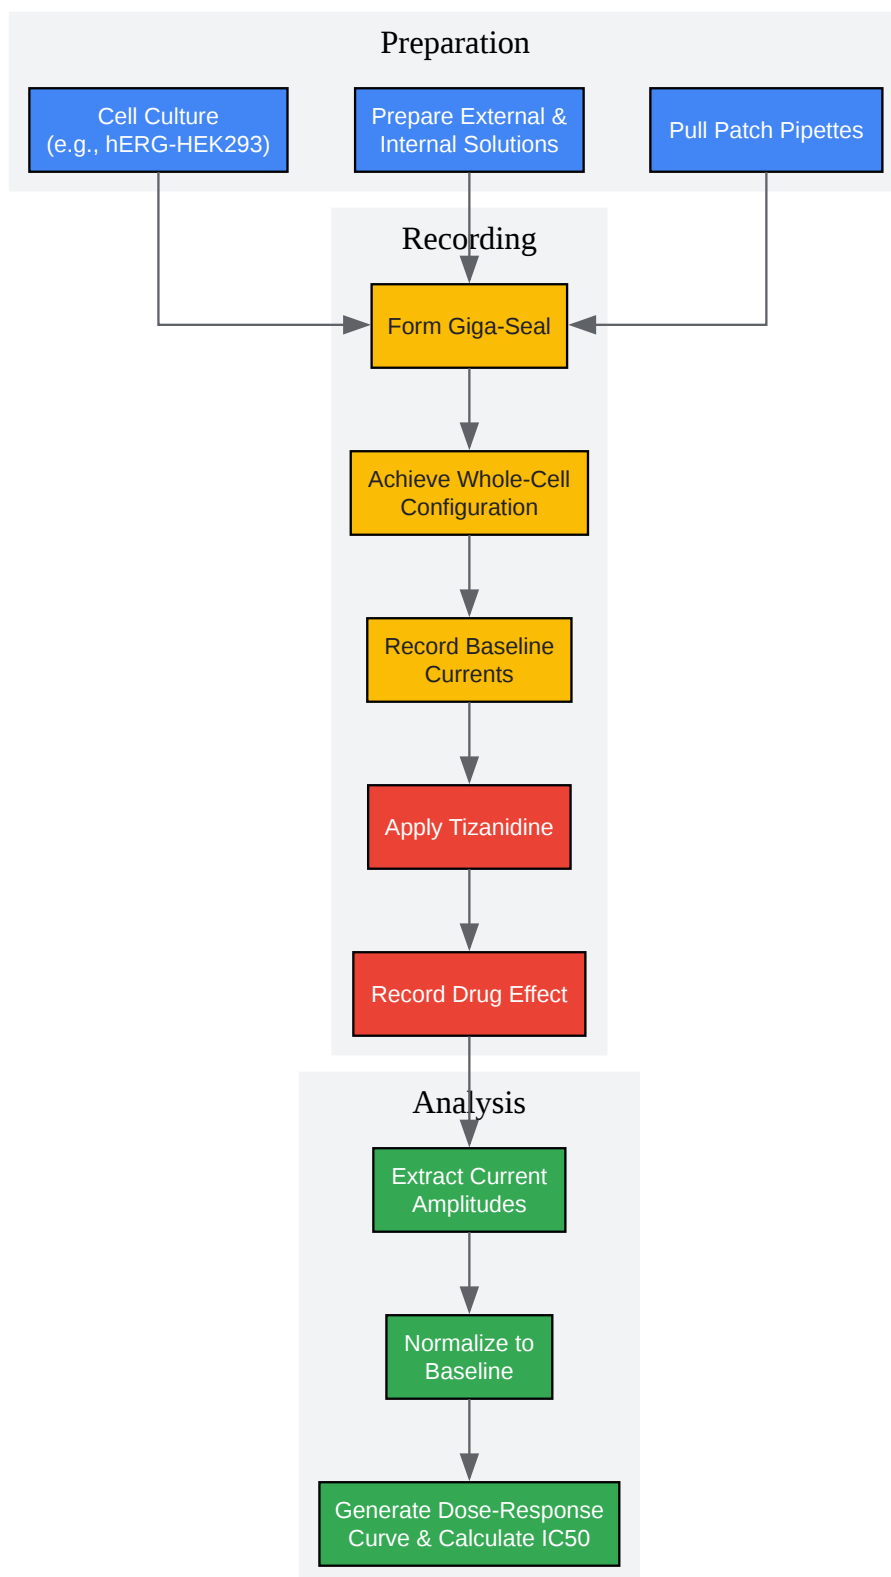 Preparation
Cell Culture
(e.g., hERG-HEK293)
Prepare External &
Internal Solutions
Pull Patch Pipettes
Recording
Form Giga-Seal
Achieve Whole-Cell
Configuration
Record Baseline
Currents
Apply Tizanidine
Record Drug Effect
Analysis
Extract Current
Amplitudes
Normalize to
Baseline
Generate Dose-Response
Curve & Calculate IC50